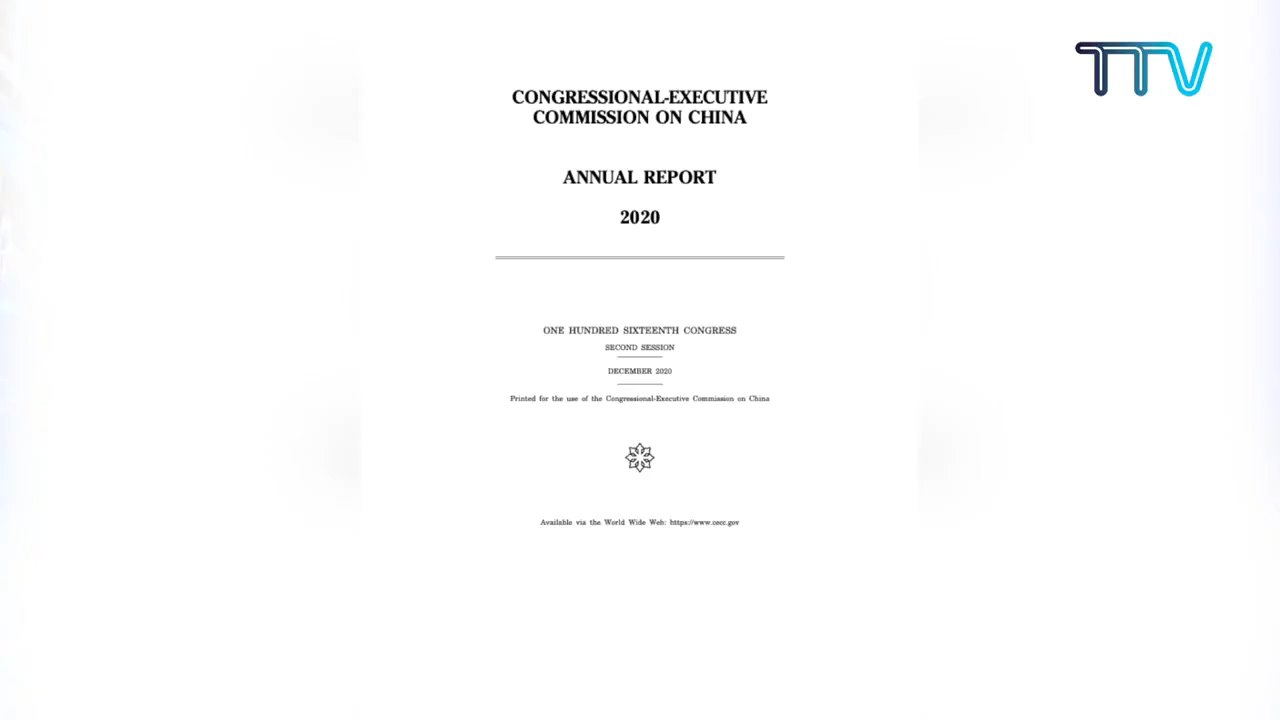 TTV
CONGRESSIONAL-EXECUTIVE
COMMISSION ON CHINA
ANNUAL REPORT
2020
ONE HUNDRED SIXTEENTH CONGRESS
SECOND SESSION
DECEMBER 2020
Printed for the use of the Congressional-Executive Commission on China
Available via the World Wide Web: https://www.cecc.gov